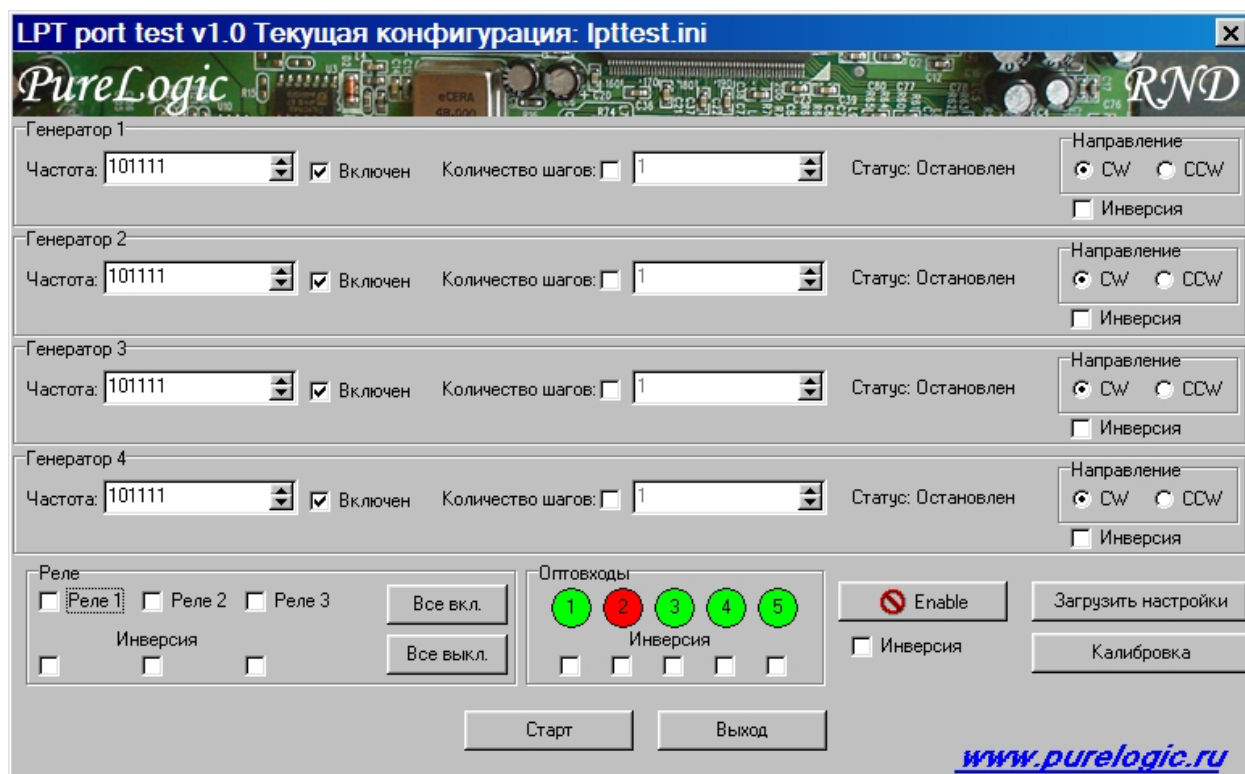 LPT port test v1.0 Текущая конфигурация: lpttest.ini
PureLogic RND
eCERA
Генератор 1
Направление
Частота: 101111 Включен Количество шагов: 1 Статус: Остановлен CW CCW
Инверсия
Генератор 2
Направление
Частота: 101111 Включен Количество шагов: 1 Статус: Остановлен CW CCW
Инверсия
Генератор 3
Направление
Частота: 101111 Включен Количество шагов: 1 Статус: Остановлен CW CCW
Инверсия
Генератор 4
Направление
Частота: 101111 Включен Количество шагов: 1 Статус: Остановлен CW CCW
Инверсия
Реле Оптовходы
Реле 1 Реле 2 Реле 3 Все вкл. 1 2 3 4 5 Enable Загрузить настройки
Инверсия Все выкл. Инверсия Инверсия Калибровка
Старт Выход
www.purelogic.ru